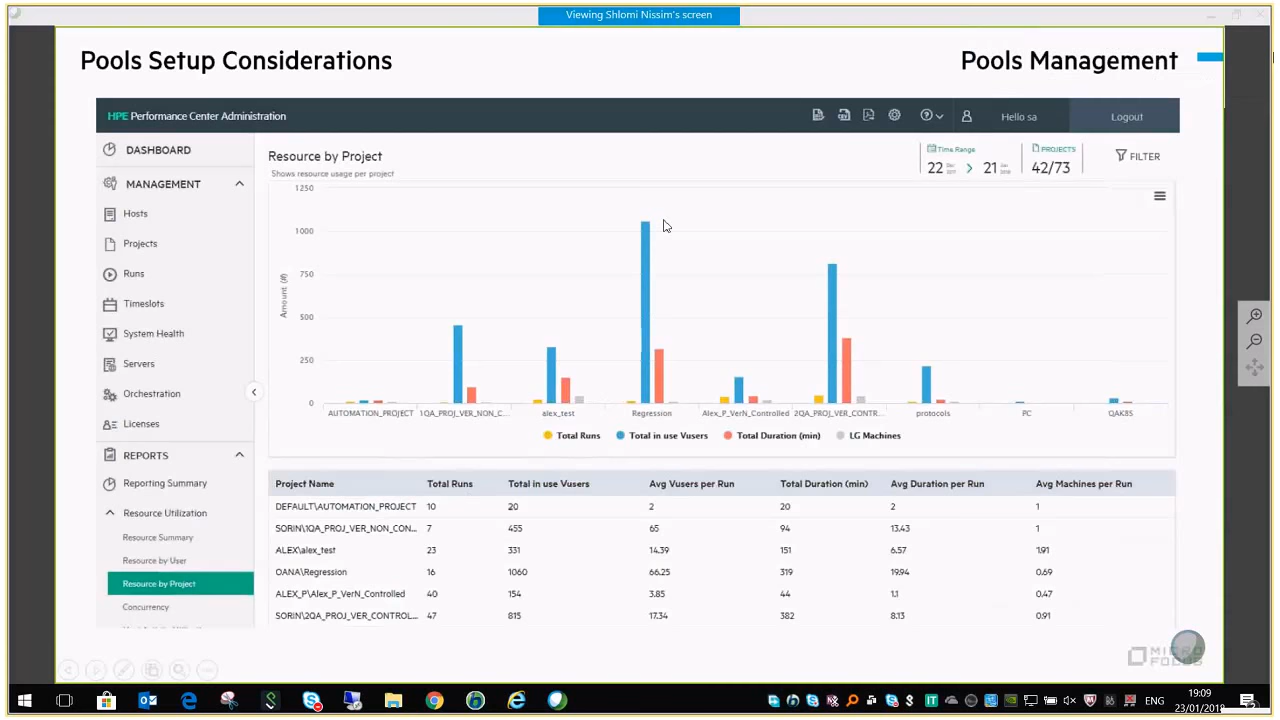 Viewing Shlomi Nissim's screen
Pools Setup Considerations
Pools Management
HPE Performance Center Administration
Hello sa
Logout
DASHBOARD
MANAGEMENT
Hosts
Projects
Runs
Timeslots
System Health
Servers
Orchestration
Licenses
REPORTS
Reporting Summary
Resource Utilization
Resource Summary
Resource by User
Resource by Project
Concurrency
Resource by Project
Shows resource usage per project
Time Range
22 > 21
PROJECTS
42/73
FILTER
1250
1000
750
500
250
0
Amount (#)
AUTOMATION_PROJECT 1QA_PROJ_VER_NON_C... alex_test Regression Alex_P_VerN_Controlled 2QA_PROJ_VER_CONTR... protocols PC QAK8S
Total Runs Total in use Vusers Total Duration (min) LG Machines
Project Name Total Runs Total in use Vusers Avg Vusers per Run Total Duration (min) Avg Duration per Run Avg Machines per Run
DEFAULT\AUTOMATION_PROJECT 10 20 2 20 2 1
SORIN\1QA_PROJ_VER_NON_CON... 7 455 65 94 13.43 1
ALEX\alex_test 23 331 14.39 151 6.57 1.91
OANA\Regression 16 1060 66.25 319 19.94 0.69
ALEX_P\Alex_P_VerN_Controlled 40 154 3.85 44 1.1 0.47
SORIN\2QA_PROJ_VER_CONTROL... 47 815 17.34 382 8.13 0.91
MICRO
FOCUS
ENG
19:09
23/01/2018